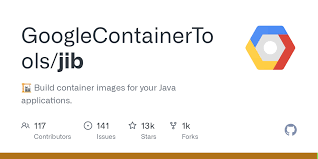 GoogleContainerTo
ols/jib
🏗 Build container images for your Java
applications.
117
141
13k
1k
Contributors
Issues
Stars
Forks